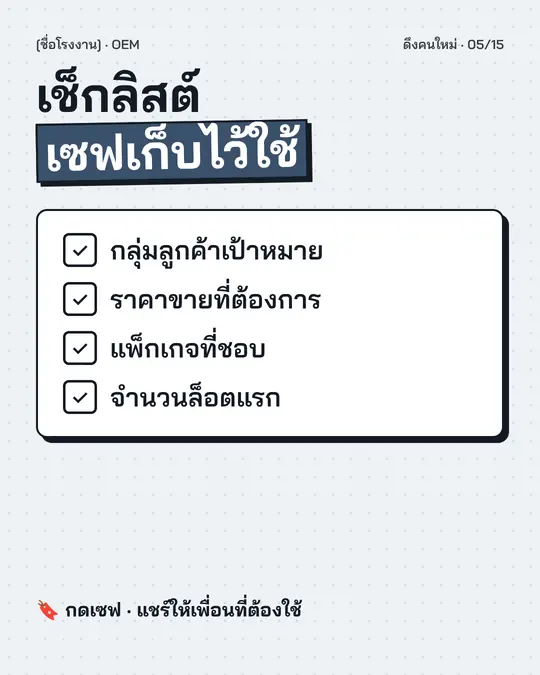 [ชื่อโรงงาน] · OEM
ดึงคนใหม่ · 05/15
เช็กลิสต์
เซฟเก็บไว้ใช้
กลุ่มลูกค้าเป้าหมาย
ราคาขายที่ต้องการ
แพ็กเกจที่ชอบ
จำนวนล็อตแรก
🔖 กดเซฟ · แชร์ให้เพื่อนที่ต้องใช้